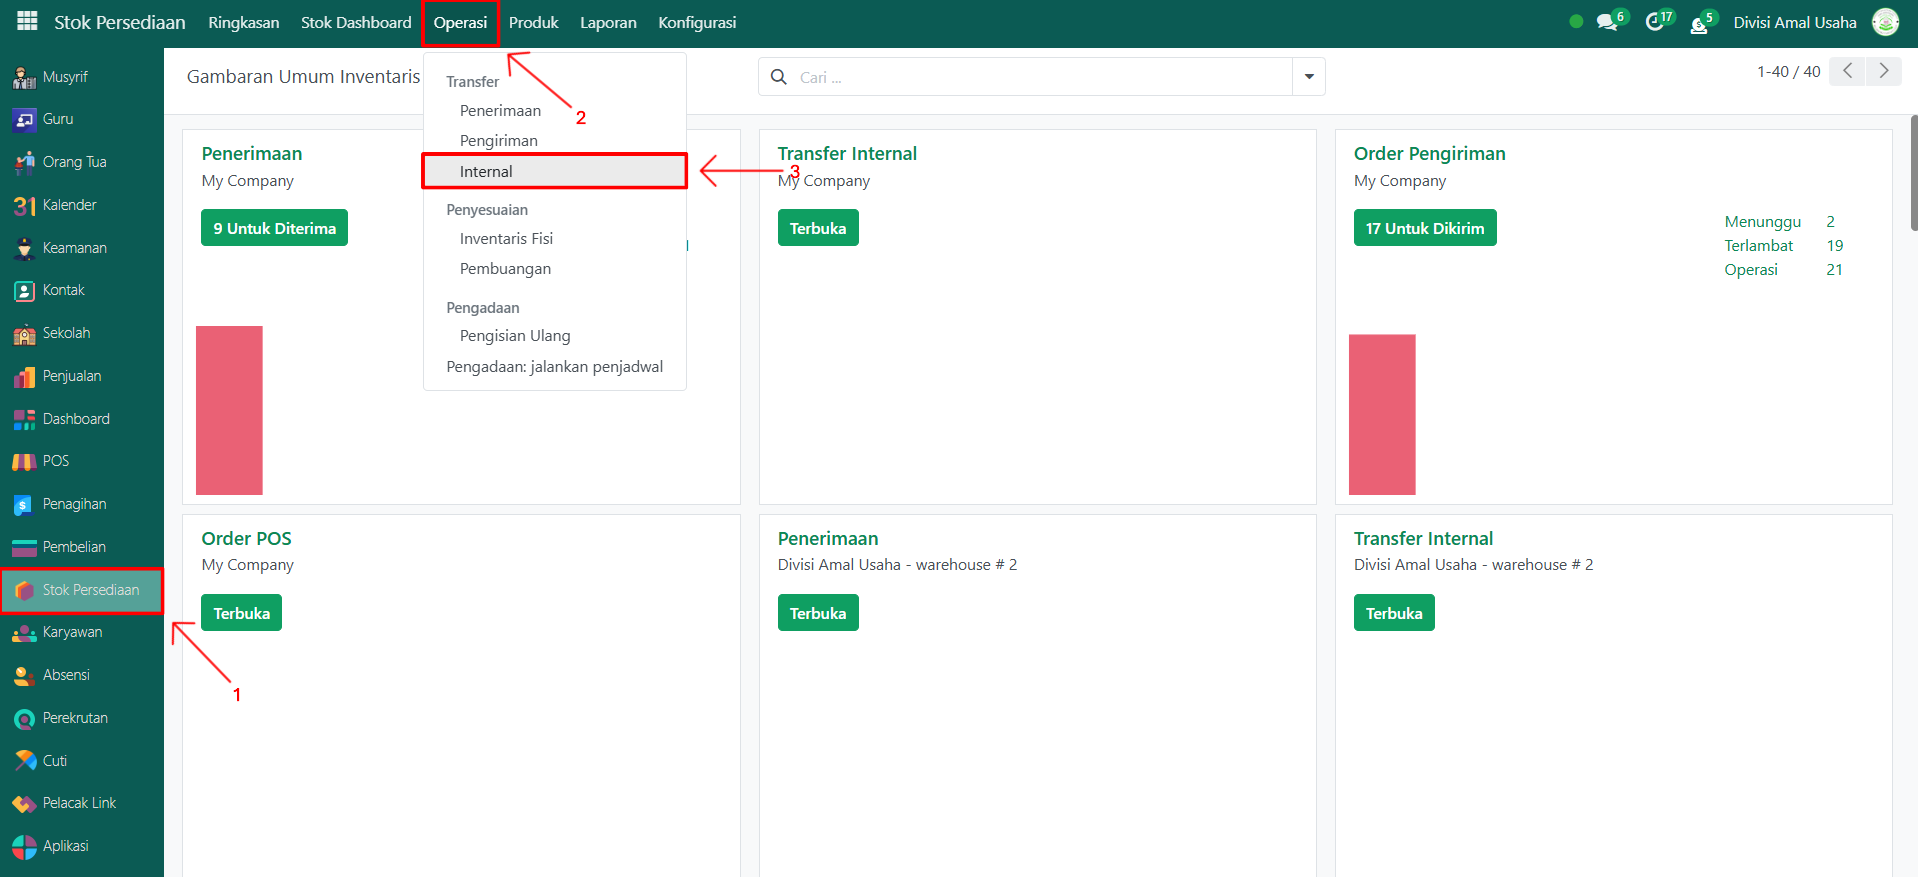 Stok Persediaan
Ringkasan
Stok Dashboard
Operasi
Produk
Laporan
Konfigurasi
6
17
5
Divisi Amal Usaha
Musyrif
Guru
Orang Tua
31 Kalender
Keamanan
Kontak
Sekolah
Penjualan
Dashboard
POS
Penagihan
Pembelian
Stok Persediaan
Karyawan
Absensi
Perekrutan
Cuti
Pelacak Link
Aplikasi
1
Gambaran Umum Inventaris
Cari ...
1-40 / 40
Transfer
Penerimaan
Pengiriman
Internal
Penyesuaian
Inventaris Fisi
Pembuangan
Pengadaan
Pengisian Ulang
Pengadaan: jalankan penjadwal
2
3
Penerimaan
My Company
9 Untuk Diterima
Transfer Internal
My Company
Terbuka
Order Pengiriman
My Company
17 Untuk Dikirim
Menunggu 2
Terlambat 19
Operasi 21
Order POS
My Company
Terbuka
Penerimaan
Divisi Amal Usaha - warehouse # 2
Terbuka
Transfer Internal
Divisi Amal Usaha - warehouse # 2
Terbuka